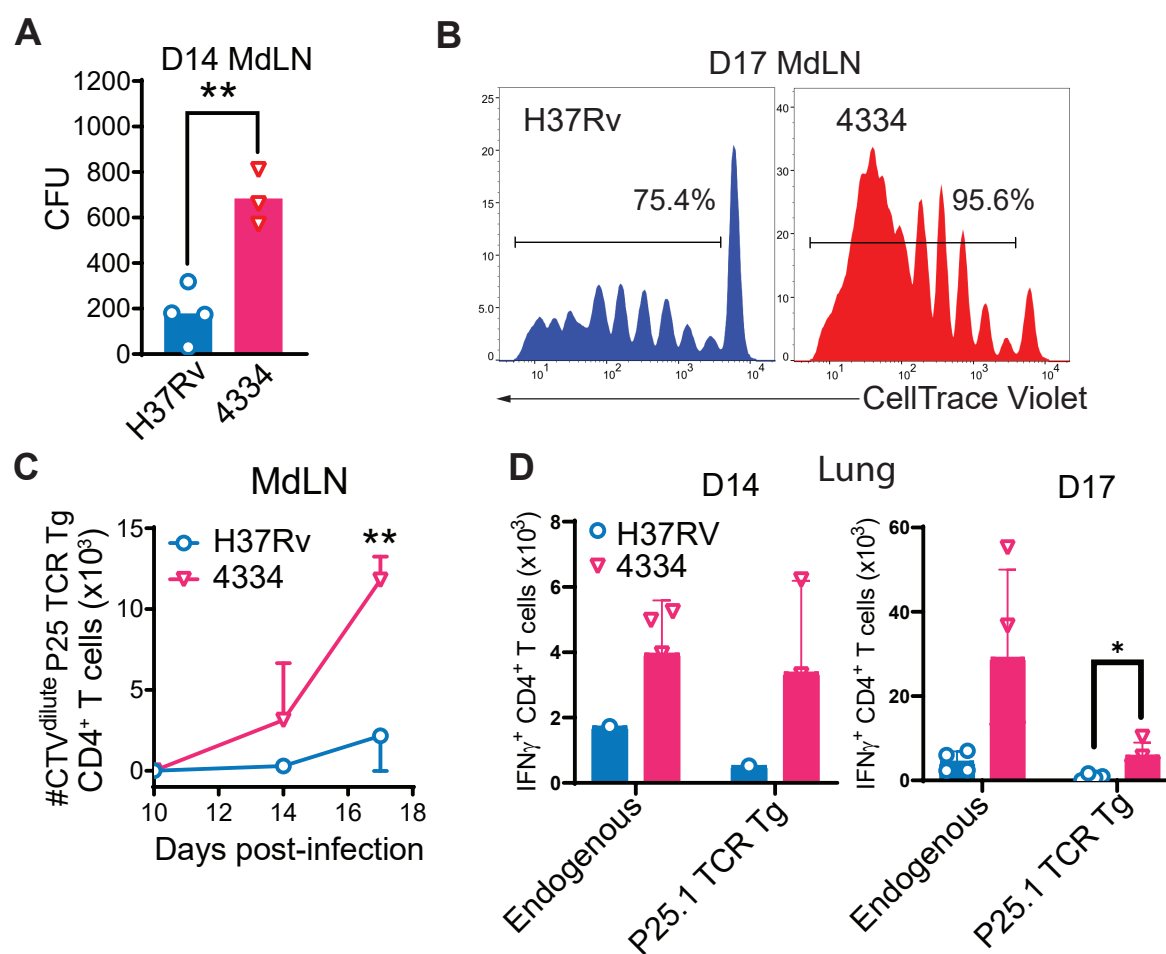 A
D14 MdLN
**
1200
1000
800
600
400
200
0
CFU
H37Rv
4334
B
D17 MdLN
H37Rv
75.4%
25
20
15
10
5.0
0
10¹ 10² 10³ 10⁴
4334
95.6%
40
30
20
10
0
10¹ 10² 10³ 10⁴
CellTrace Violet
C
MdLN
#CTVdilute P25 TCR Tg
CD4⁺ T cells (x10³)
15
10
5
0
H37Rv
4334
**
10 12 14 16 18
Days post-infection
D
Lung
D14
IFNγ⁺ CD4⁺ T cells (x10³)
8
6
4
2
0
H37RV
4334
Endogenous
P25.1 TCR Tg
D17
IFNγ⁺ CD4⁺ T cells (x10³)
60
40
20
0
*
Endogenous
P25.1 TCR Tg